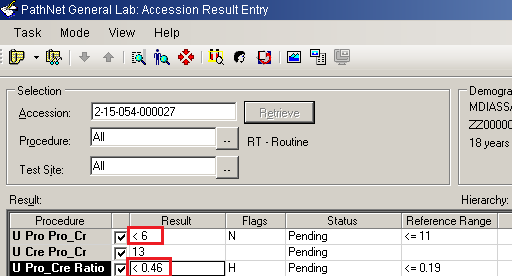 PathNet General Lab: Accession Result Entry
Task Mode View Help
Selection
Accession: 2-15-054-000027 Retrieve
Procedure: All .. RT - Routine
Test Site: All ..
Demogra
MDIASSA
ZZ00000
18 years
Result: Hierarchy:
Procedure Result Flags Status Reference Range
U Pro Pro_Cr < 6 N Pending <= 11
U Cre Pro_Cr 13 Pending
U Pro_Cre Ratio < 0.46 H Pending <= 0.19